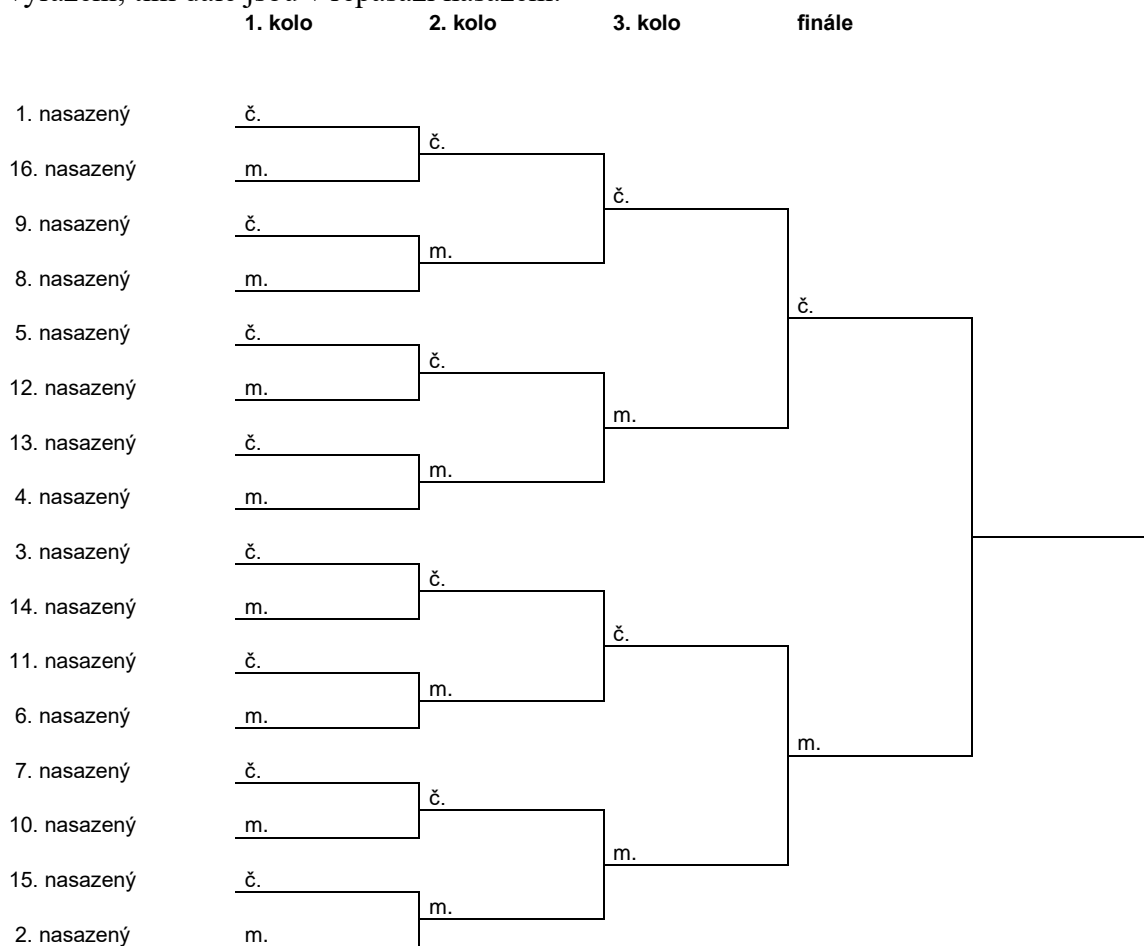 1. kolo 2. kolo 3. kolo finále
1. nasazený č.
č.
16. nasazený m.
č.
9. nasazený č.
m.
8. nasazený m.
č.
5. nasazený č.
č.
12. nasazený m.
m.
13. nasazený č.
m.
4. nasazený m.
3. nasazený č.
č.
14. nasazený m.
č.
11. nasazený č.
m.
6. nasazený m.
m.
7. nasazený č.
č.
10. nasazený m.
m.
15. nasazený č.
m.
2. nasazený m.